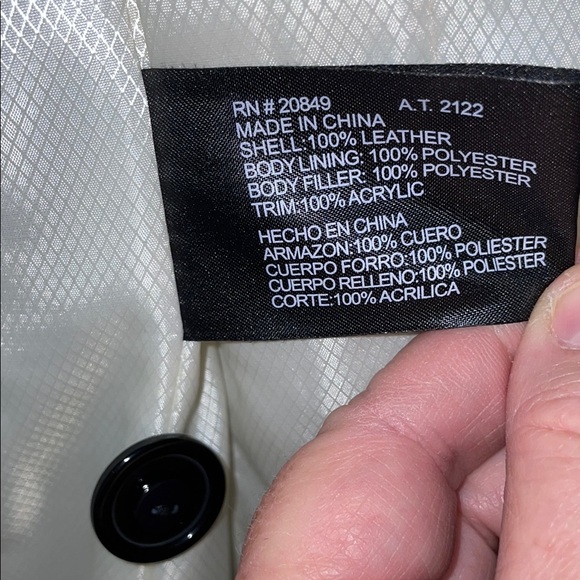 RN # 20849 A.T. 2122
MADE IN CHINA
SHELL:100% LEATHER
BODY LINING: 100% POLYESTER
BODY FILLER: 100% POLYESTER
TRIM:100% ACRYLIC
HECHO EN CHINA
ARMAZON:100% CUERO
CUERPO FORRO:100% POLIESTER
CUERPO RELLENO:100% POLIESTER
CORTE:100% ACRILICA